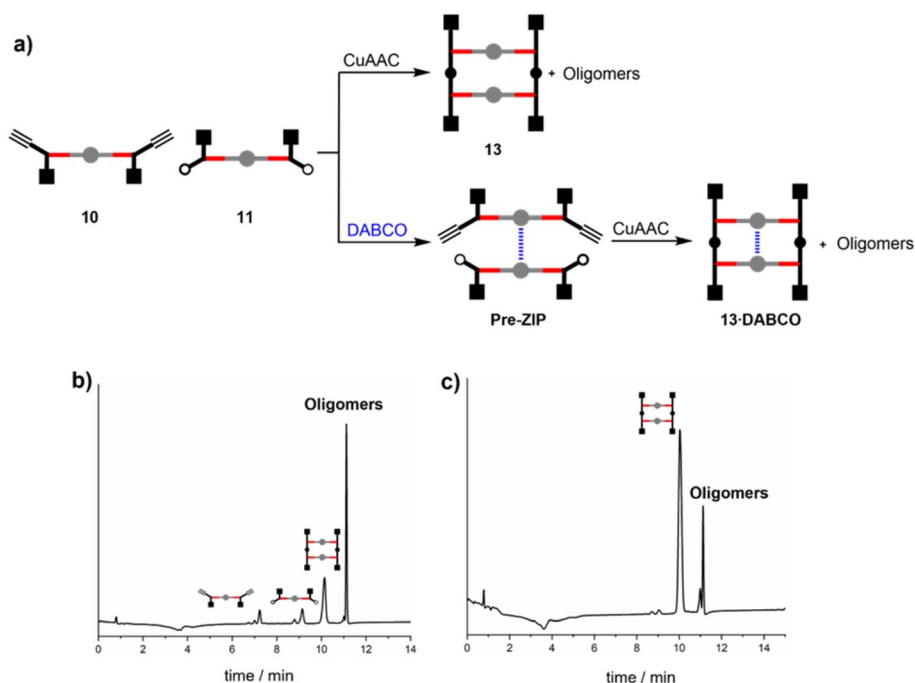 a)
CuAAC
+ Oligomers
13
10
11
DABCO
CuAAC
+ Oligomers
Pre-ZIP
13·DABCO
b)
Oligomers
0 2 4 6 8 10 12 14
time / min
c)
Oligomers
0 2 4 6 8 10 12 14
time / min